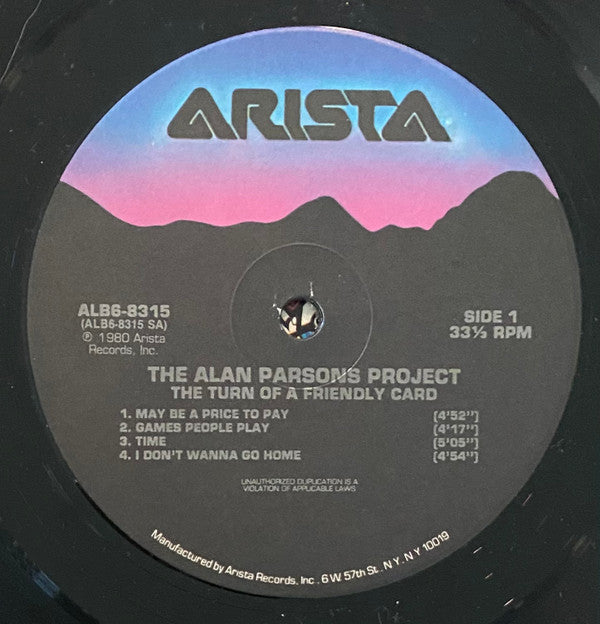 ARISTA
ALB6-8315
(ALB6-8315 SA)
℗ 1980 Arista
Records, Inc.
SIDE 1
33⅓ RPM
THE ALAN PARSONS PROJECT
THE TURN OF A FRIENDLY CARD
1. MAY BE A PRICE TO PAY [4'52"]
2. GAMES PEOPLE PLAY [4'17"]
3. TIME [5'05"]
4. I DON'T WANNA GO HOME [4'54"]
UNAUTHORIZED DUPLICATION IS A
VIOLATION OF APPLICABLE LAWS
Manufactured by Arista Records, Inc. 6 W 57th St. N.Y. N.Y 10019